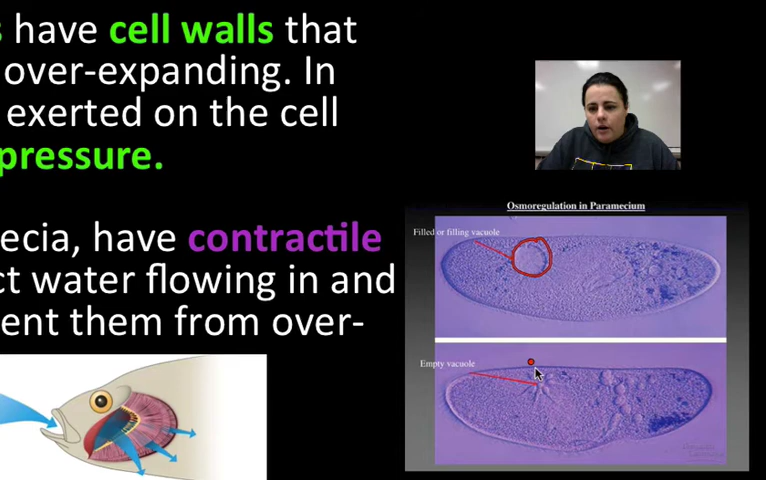 have cell walls that
over-expanding. In
exerted on the cell
pressure.
ecia, have contractile
ct water flowing in and
ent them from over-
Osmoregulation in Paramecium
Filled or filling vacuole
Empty vacuole